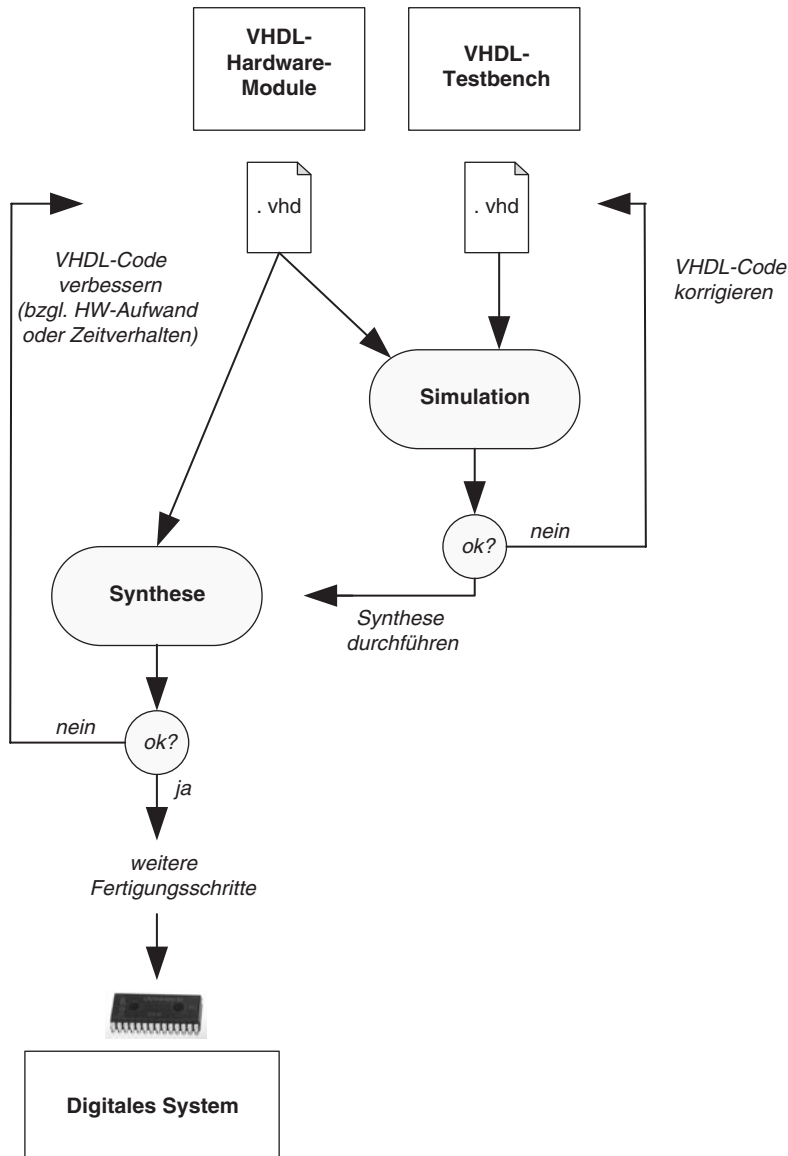 VHDL-
Hardware-
Module
VHDL-
Testbench
. vhd
. vhd
VHDL-Code
verbessern
(bzgl. HW-Aufwand
oder Zeitverhalten)
VHDL-Code
korrigieren
Simulation
ok?
nein
Synthese
Synthese
durchführen
nein
ok?
ja
weitere
Fertigungsschritte
Digitales System